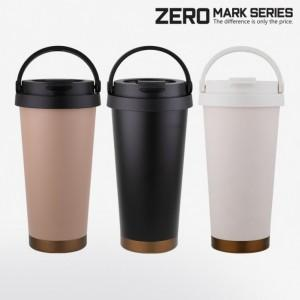 ZERO MARK SERIES
The difference is only the price.